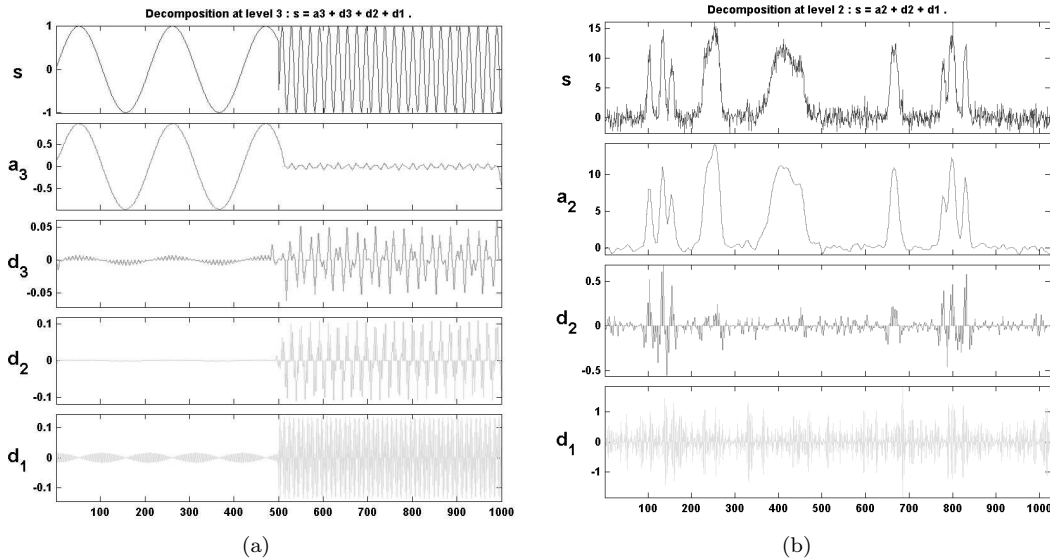 Decomposition at level 3 : s = a3 + d3 + d2 + d1 .
1
s
0
-1
0.5
a3
0
-0.5
0.05
d3
0
-0.05
0.1
d2
0
-0.1
0.1
d1
0
-0.1
100 200 300 400 500 600 700 800 900 1000
(a)
Decomposition at level 2 : s = a2 + d2 + d1 .
15
10
s
5
0
10
a2
5
0
0.5
d2
0
-0.5
1
d1
0
-1
100 200 300 400 500 600 700 800 900 1000
(b)